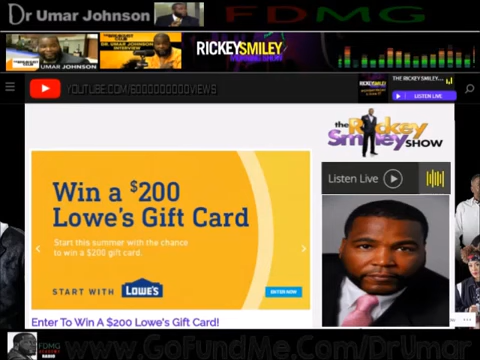 Dr Umar Johnson
FDMG
UMAR JOHNSON
DR UMAR JOHNSON
INTERVIEW
RICKEY SMILEY
MORNING SHOW
YOUTUBE.COM/6000000000VIEWS
THE RICKEY SMILEY...
LISTEN LIVE
the Rickey
Smiley SHOW
Listen Live
Win a $200
Lowe's Gift Card
Start this summer with the chance
to win a $200 gift card.
START WITH LOWE'S
ENTER NOW
Enter To Win A $200 Lowe's Gift Card!
FDMG
RADIO
www.GoFundMe.Com/DrUmar